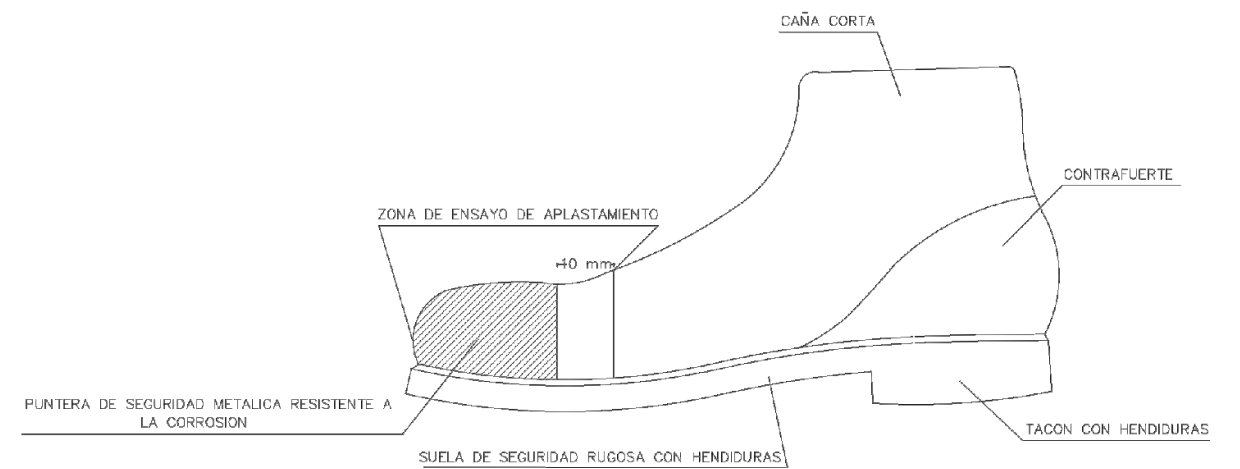 CAÑA CORTA
CONTRAFUERTE
ZONA DE ENSAYO DE APLASTAMIENTO
40 mm
PUNTERA DE SEGURIDAD METALICA RESISTENTE A
LA CORROSION
TACON CON HENDIDURAS
SUELA DE SEGURIDAD RUGOSA CON HENDIDURAS